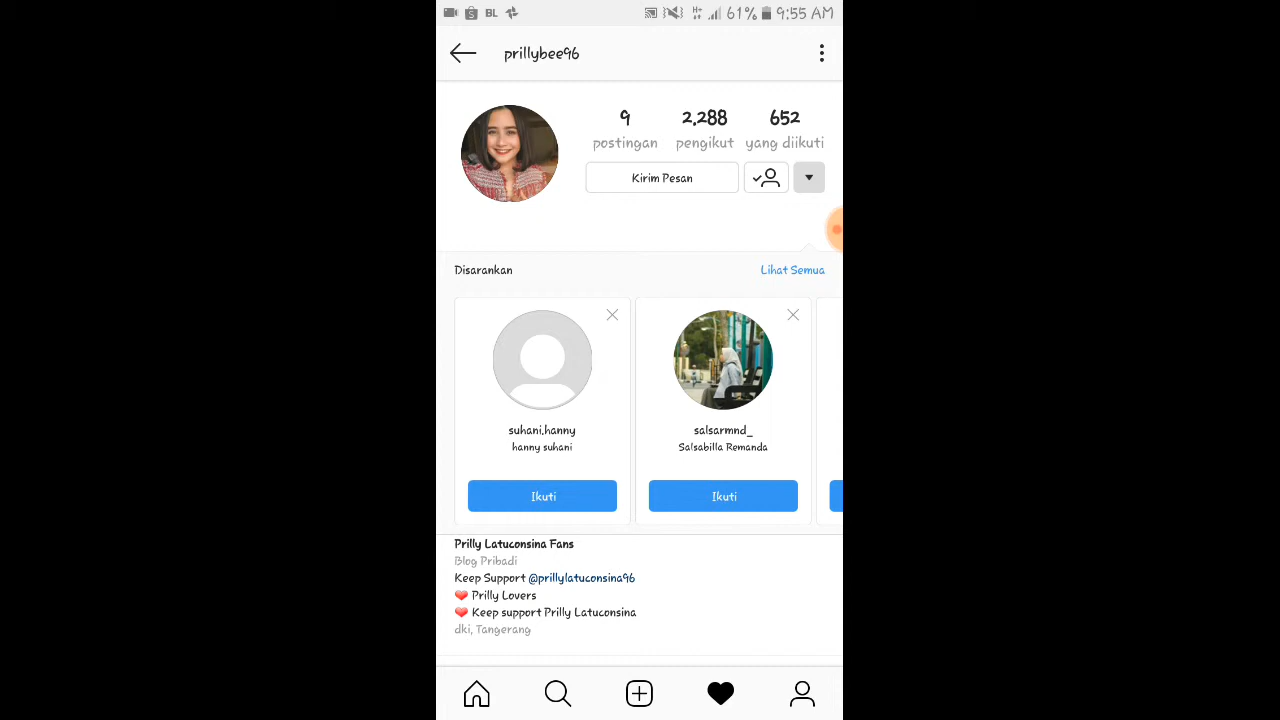 BL 61% 9:55 AM
prillybee96
9 2.288 652
postingan pengikut yang diikuti
Kirim Pesan
Disarankan Lihat Semua
suhani.hanny salsarmnd_
hanny suhani Salsabilla Remanda
Ikuti Ikuti
Prilly Latuconsina Fans
Blog Pribadi
Keep Support @prillylatuconsina96
❤ Prilly Lovers
❤ Keep support Prilly Latuconsina
dki, Tangerang